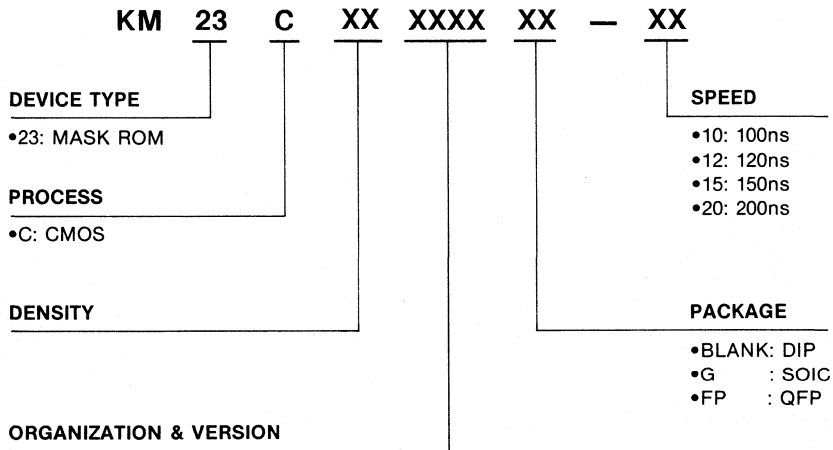 KM 23 C XX XXXX XX — XX
DEVICE TYPE
•23: MASK ROM
PROCESS
•C: CMOS
DENSITY
ORGANIZATION & VERSION
SPEED
•10: 100ns
•12: 120ns
•15: 150ns
•20: 200ns
PACKAGE
•BLANK: DIP
•G : SOIC
•FP : QFP